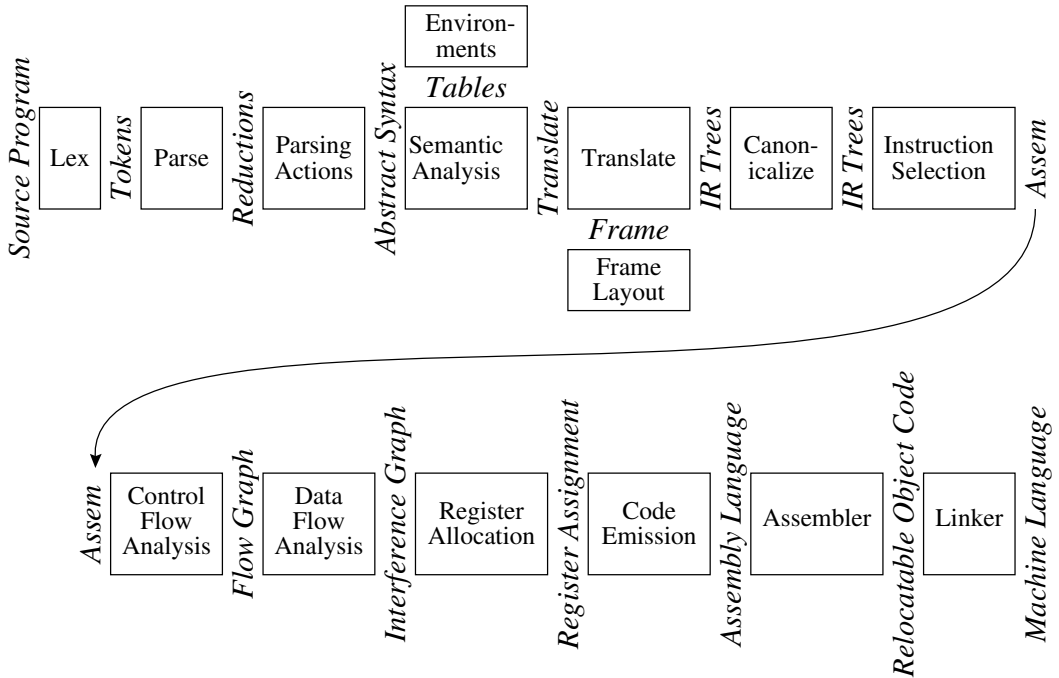 Environ-
ments
Tables
Source Program
Lex
Tokens
Parse
Reductions
Parsing
Actions
Abstract Syntax
Semantic
Analysis
Translate
Translate
IR Trees
Canon-
icalize
IR Trees
Instruction
Selection
Assem
Frame
Frame
Layout
Assem
Control
Flow
Analysis
Flow Graph
Data
Flow
Analysis
Interference Graph
Register
Allocation
Register Assignment
Code
Emission
Assembly Language
Assembler
Relocatable Object Code
Linker
Machine Language